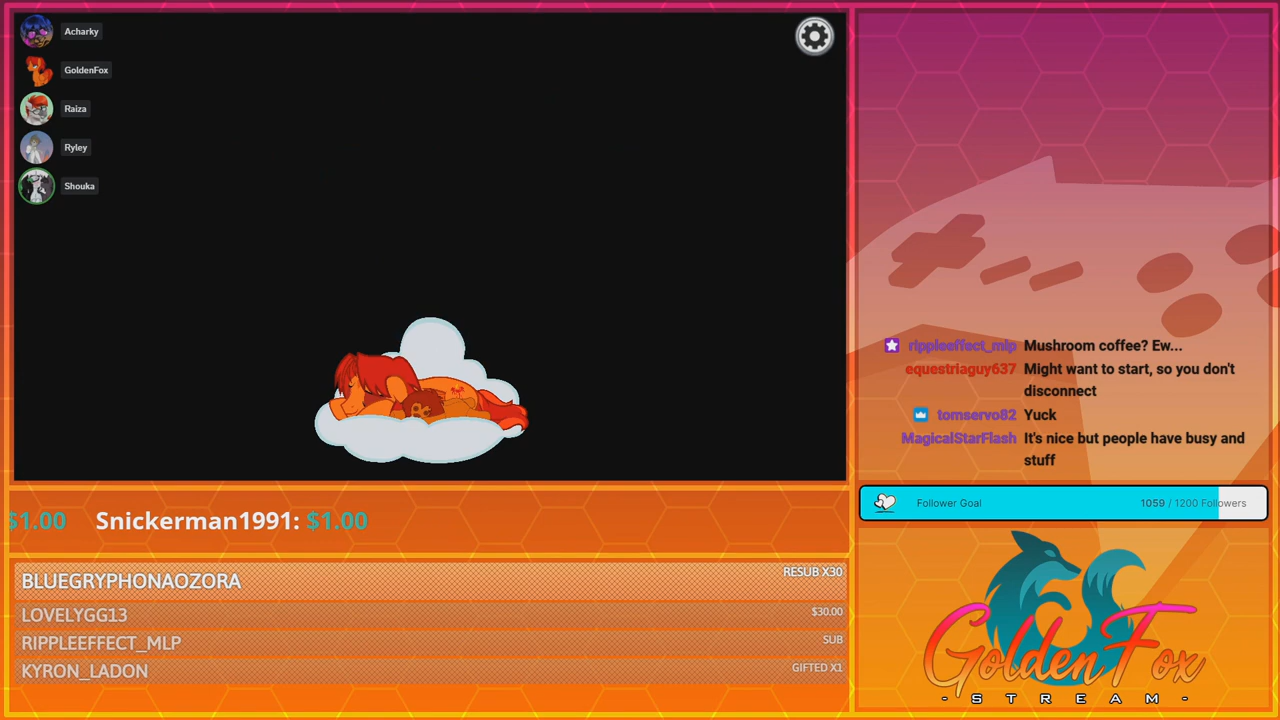 Acharky
GoldenFox
Raiza
Ryley
Shouka
rippleeffect_mlp Mushroom coffee? Ew...
equestriaguy637 Might want to start, so you don't
disconnect
tomservo82 Yuck
MagicalStarFlash It's nice but people have busy and
stuff
Follower Goal 1059 / 1200 Followers
$1.00 Snickerman1991: $1.00
BLUEGRYPHONAOZORA RESUB X30
LOVELYGG13 $30.00
RIPPLEEFFECT_MLP SUB
KYRON_LADON GIFTED X1
GoldenFox
- STREAM -